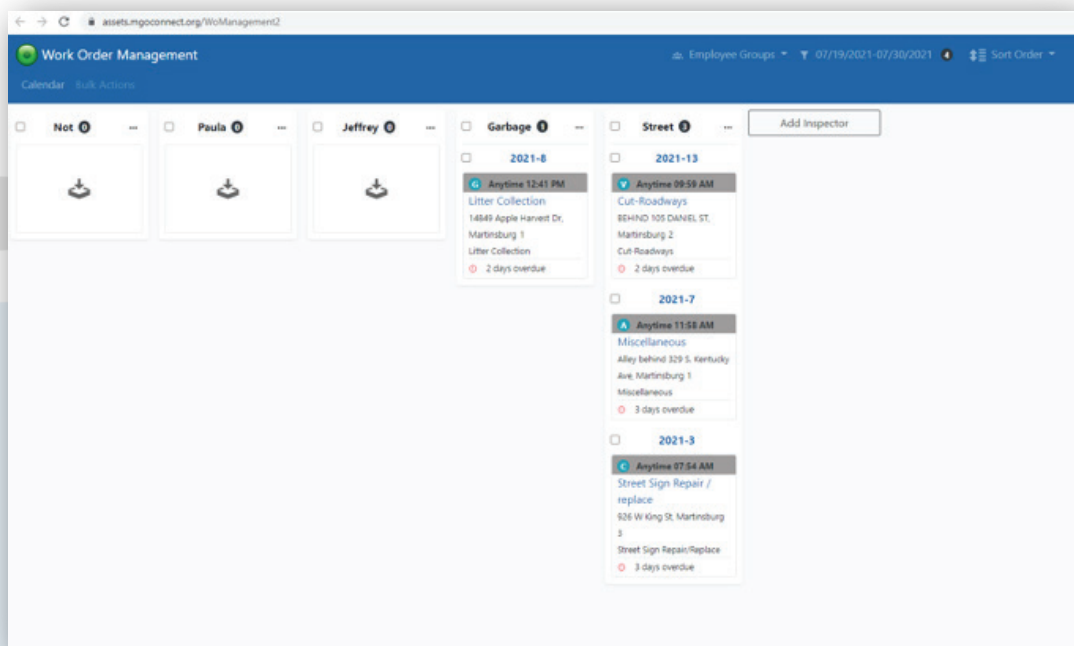 assets.mgoconnect.org/WoManagement2
Work Order Management
Employee Groups
07/19/2021-07/30/2021 4
Sort Order
Calendar Bulk Actions
Not 0 ...
Paula 0 ...
Jeffrey 0 ...
Garbage 1 ...
2021-8
G Anytime 12:41 PM
Litter Collection
14849 Apple Harvest Dr,
Martinsburg 1
Litter Collection
2 days overdue
Street 3 ...
2021-13
V Anytime 09:59 AM
Cut-Roadways
BEHIND 105 DANIEL ST,
Martinsburg 2
Cut-Roadways
2 days overdue
2021-7
A Anytime 11:58 AM
Miscellaneous
Alley behind 329 S. Kentucky
Ave, Martinsburg 1
Miscellaneous
3 days overdue
2021-3
C Anytime 07:54 AM
Street Sign Repair /
replace
926 W King St, Martinsburg
3
Street Sign Repair/Replace
3 days overdue
Add Inspector